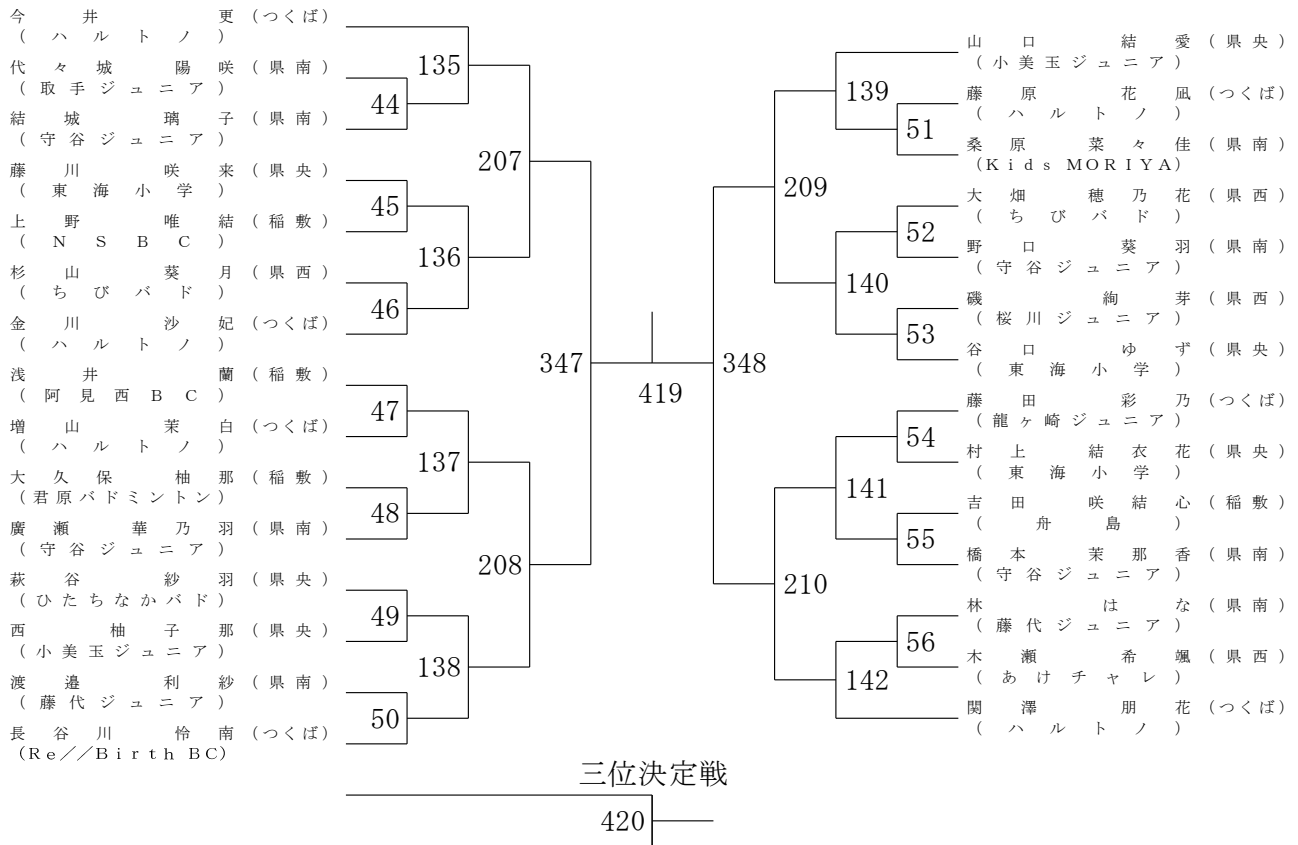 今井 更 (つくば)
(ハルトノ)
代々城 陽咲 (県南)
(取手ジュニア)
結城 璃子 (県南)
(守谷ジュニア)
藤川 咲来 (県央)
(東海小学)
上野 唯結 (稲敷)
(NSBC)
杉山 葵月 (県西)
(ちびバド)
金川 沙妃 (つくば)
(ハルトノ)
浅井 蘭 (稲敷)
(阿見西BC)
増山 茉白 (つくば)
(ハルトノ)
大久保 柚那 (稲敷)
(君原バドミントン)
廣瀬 華乃羽 (県南)
(守谷ジュニア)
萩谷 紗羽 (県央)
(ひたちなかバド)
西 柚子那 (県央)
(小美玉ジュニア)
渡邉 利紗 (県南)
(藤代ジュニア)
長谷川 怜南 (つくば)
(Re//Birth BC)
135
44
207
45
136
46
347
47
137
48
208
49
138
50
419
348
139
51
209
52
140
53
54
141
55
210
56
142
山口 結愛 (県央)
(小美玉ジュニア)
藤原 花凪 (つくば)
(ハルトノ)
桑原 菜々佳 (県南)
(Kids MORIYA)
大畑 穂乃花 (県西)
(ちびバド)
野口 葵羽 (県南)
(守谷ジュニア)
磯 絢芽 (県西)
(桜川ジュニア)
谷口 ゆず (県央)
(東海小学)
藤田 彩乃 (つくば)
(龍ヶ崎ジュニア)
村上 結衣花 (県央)
(東海小学)
吉田 咲結心 (稲敷)
(舟島)
橋本 茉那香 (県南)
(守谷ジュニア)
林 はな (県南)
(藤代ジュニア)
木瀬 希颯 (県西)
(あけチャレ)
関澤 朋花 (つくば)
(ハルトノ)
三位決定戦
420